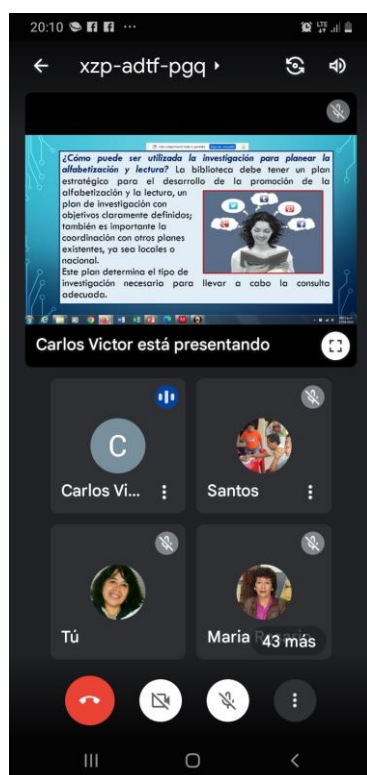 20:10
LTE
xzp-adtf-pgq
¿Cómo puede ser utilizada la investigación para planear la
alfabetización y lectura? La biblioteca debe tener un plan
estratégico para el desarrollo de la promoción de la
alfabetización y la lectura, un
plan de investigación con
objetivos claramente definidos;
también es importante la
coordinación con otros planes
existentes, ya sea locales o
nacional.
Este plan determina el tipo de
investigación necesaria para llevar a cabo la consulta
adecuada.
Carlos Victor está presentando
C
Carlos Vi...
Santos
Tú
Maria
43 más